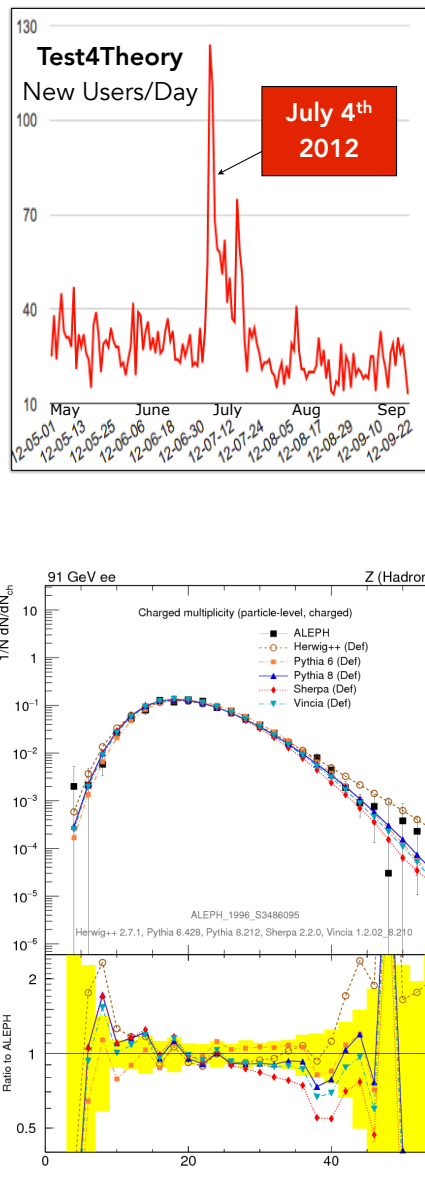 130
Test4Theory
New Users/Day
July 4th
2012
100
70
40
10
May June July Aug Sep
12-05-01 12-05-13 12-05-25 12-06-06 12-06-18 12-06-30 12-07-12 12-07-24 12-08-05 12-08-17 12-08-29 12-09-10 12-09-22
91 GeV ee Z (Hadron
1/N dN/dNch
Charged multiplicity (particle-level, charged)
ALEPH
Herwig++ (Def)
Pythia 6 (Def)
Pythia 8 (Def)
Sherpa (Def)
Vincia (Def)
10
1
10−1
10−2
10−3
10−4
10−5
10−6
ALEPH_1996_S3486095
Herwig++ 2.7.1, Pythia 6.428, Pythia 8.212, Sherpa 2.2.0, Vincia 1.2.02_8.210
Ratio to ALEPH
2
1
0.5
0 20 40